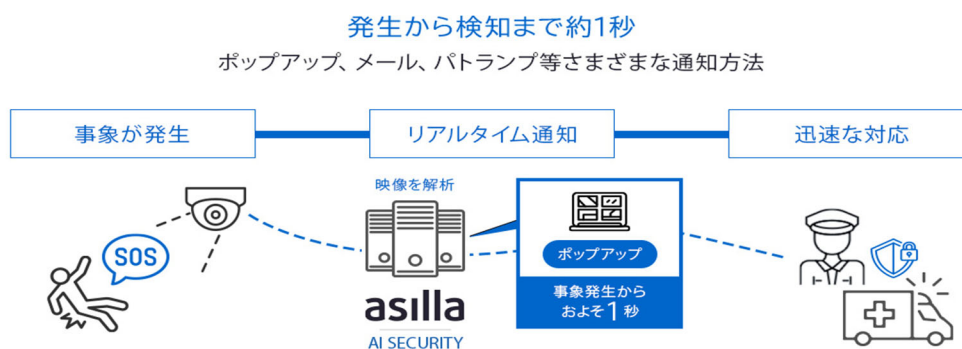 発生から検知まで約1秒
ポップアップ、メール、パトランプ等さまざまな通知方法
事象が発生
リアルタイム通知
迅速な対応
映像を解析
SOS
ポップアップ
事象発生から
およそ1秒
asilla
AI SECURITY